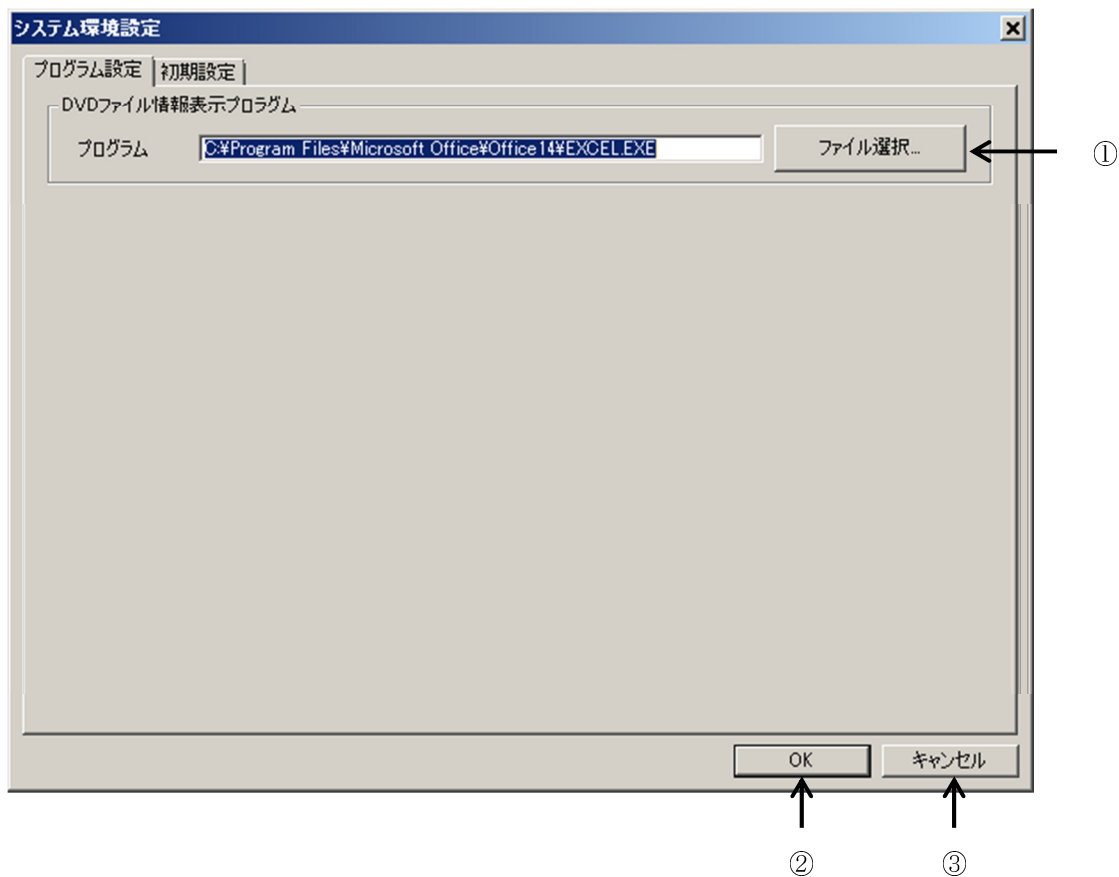 システム環境設定
プログラム設定 初期設定
DVDファイル情報表示プロラグム
プログラム C:¥Program Files¥Microsoft Office¥Office14¥EXCEL.EXE ファイル選択... ①
OK キャンセル
② ③